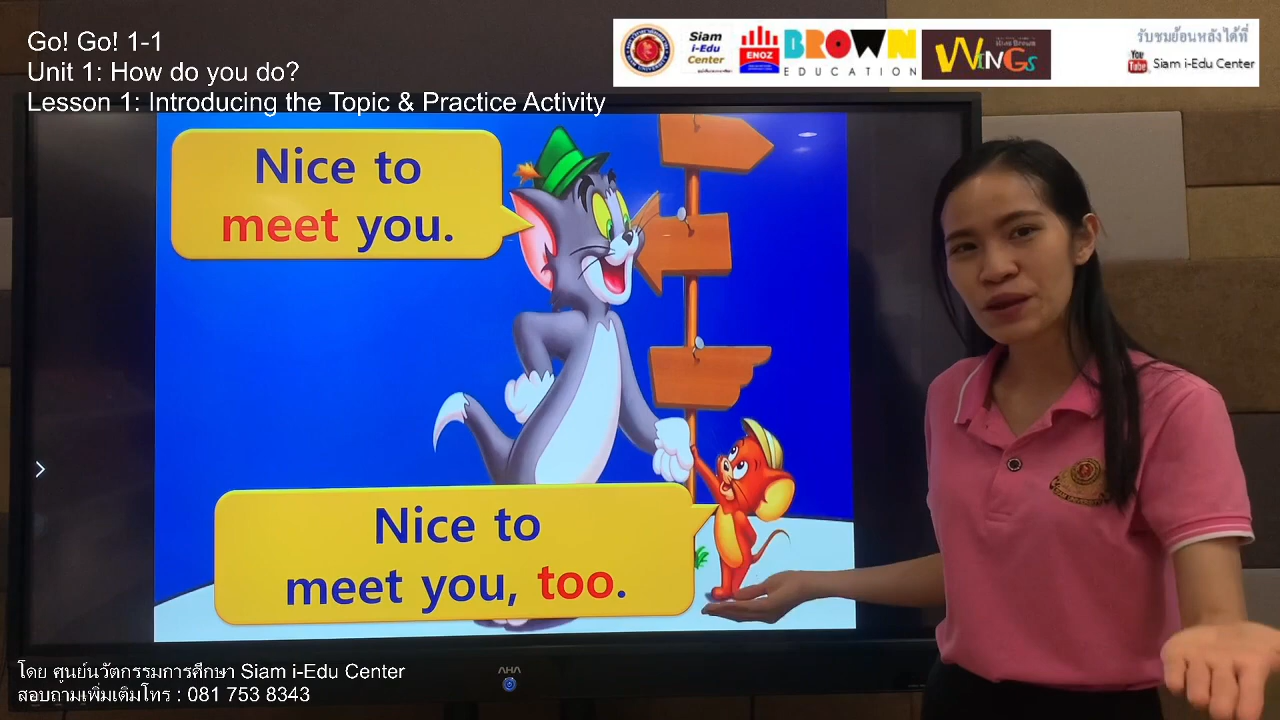 Go! Go! 1-1
Unit 1: How do you do?
Lesson 1: Introducing the Topic & Practice Activity
Siam
i-Edu
Center
ENOZ
BROWN
EDUCATION
WiNGs
รับชมย้อนหลังได้ที่
You
Tube
Siam i-Edu Center
Nice to
meet you.
Nice to
meet you, too.
AHA
โดย ศูนย์นวัตกรรมการศึกษา Siam i-Edu Center
สอบถามเพิ่มเติมโทร : 081 753 8343